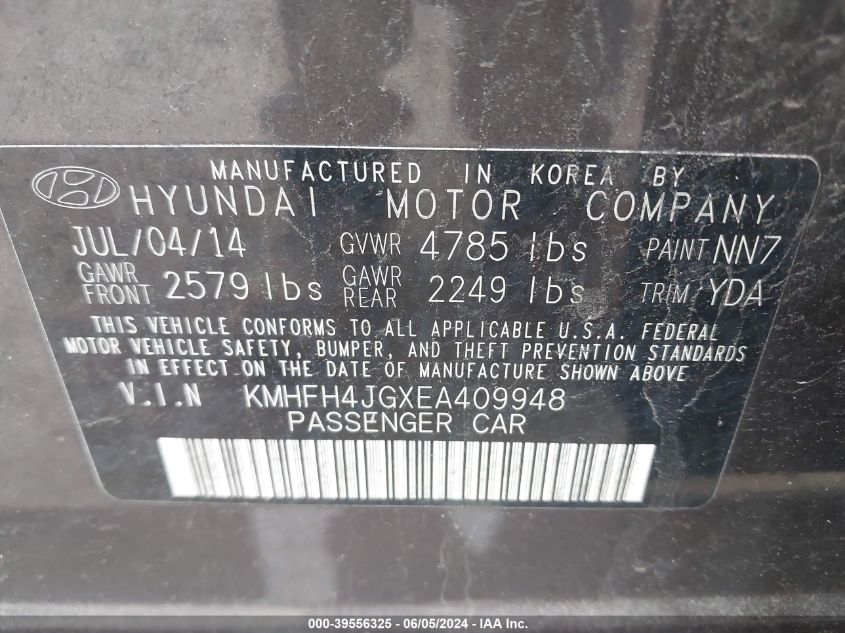 MANUFACTURED IN KOREA BY
HYUNDAI MOTOR COMPANY
JUL/04/14 GVWR 4785 lbs PAINT NN7
GAWR FRONT 2579 lbs GAWR REAR 2249 lbs TRIM YDA
THIS VEHICLE CONFORMS TO ALL APPLICABLE U.S.A. FEDERAL
MOTOR VEHICLE SAFETY, BUMPER, AND THEFT PREVENTION STANDARDS
IN EFFECT ON THE DATE OF MANUFACTURE SHOWN ABOVE
V.I.N KMHFH4JGXEA409948
PASSENGER CAR
000-39556325 - 06/05/2024 - IAA Inc.